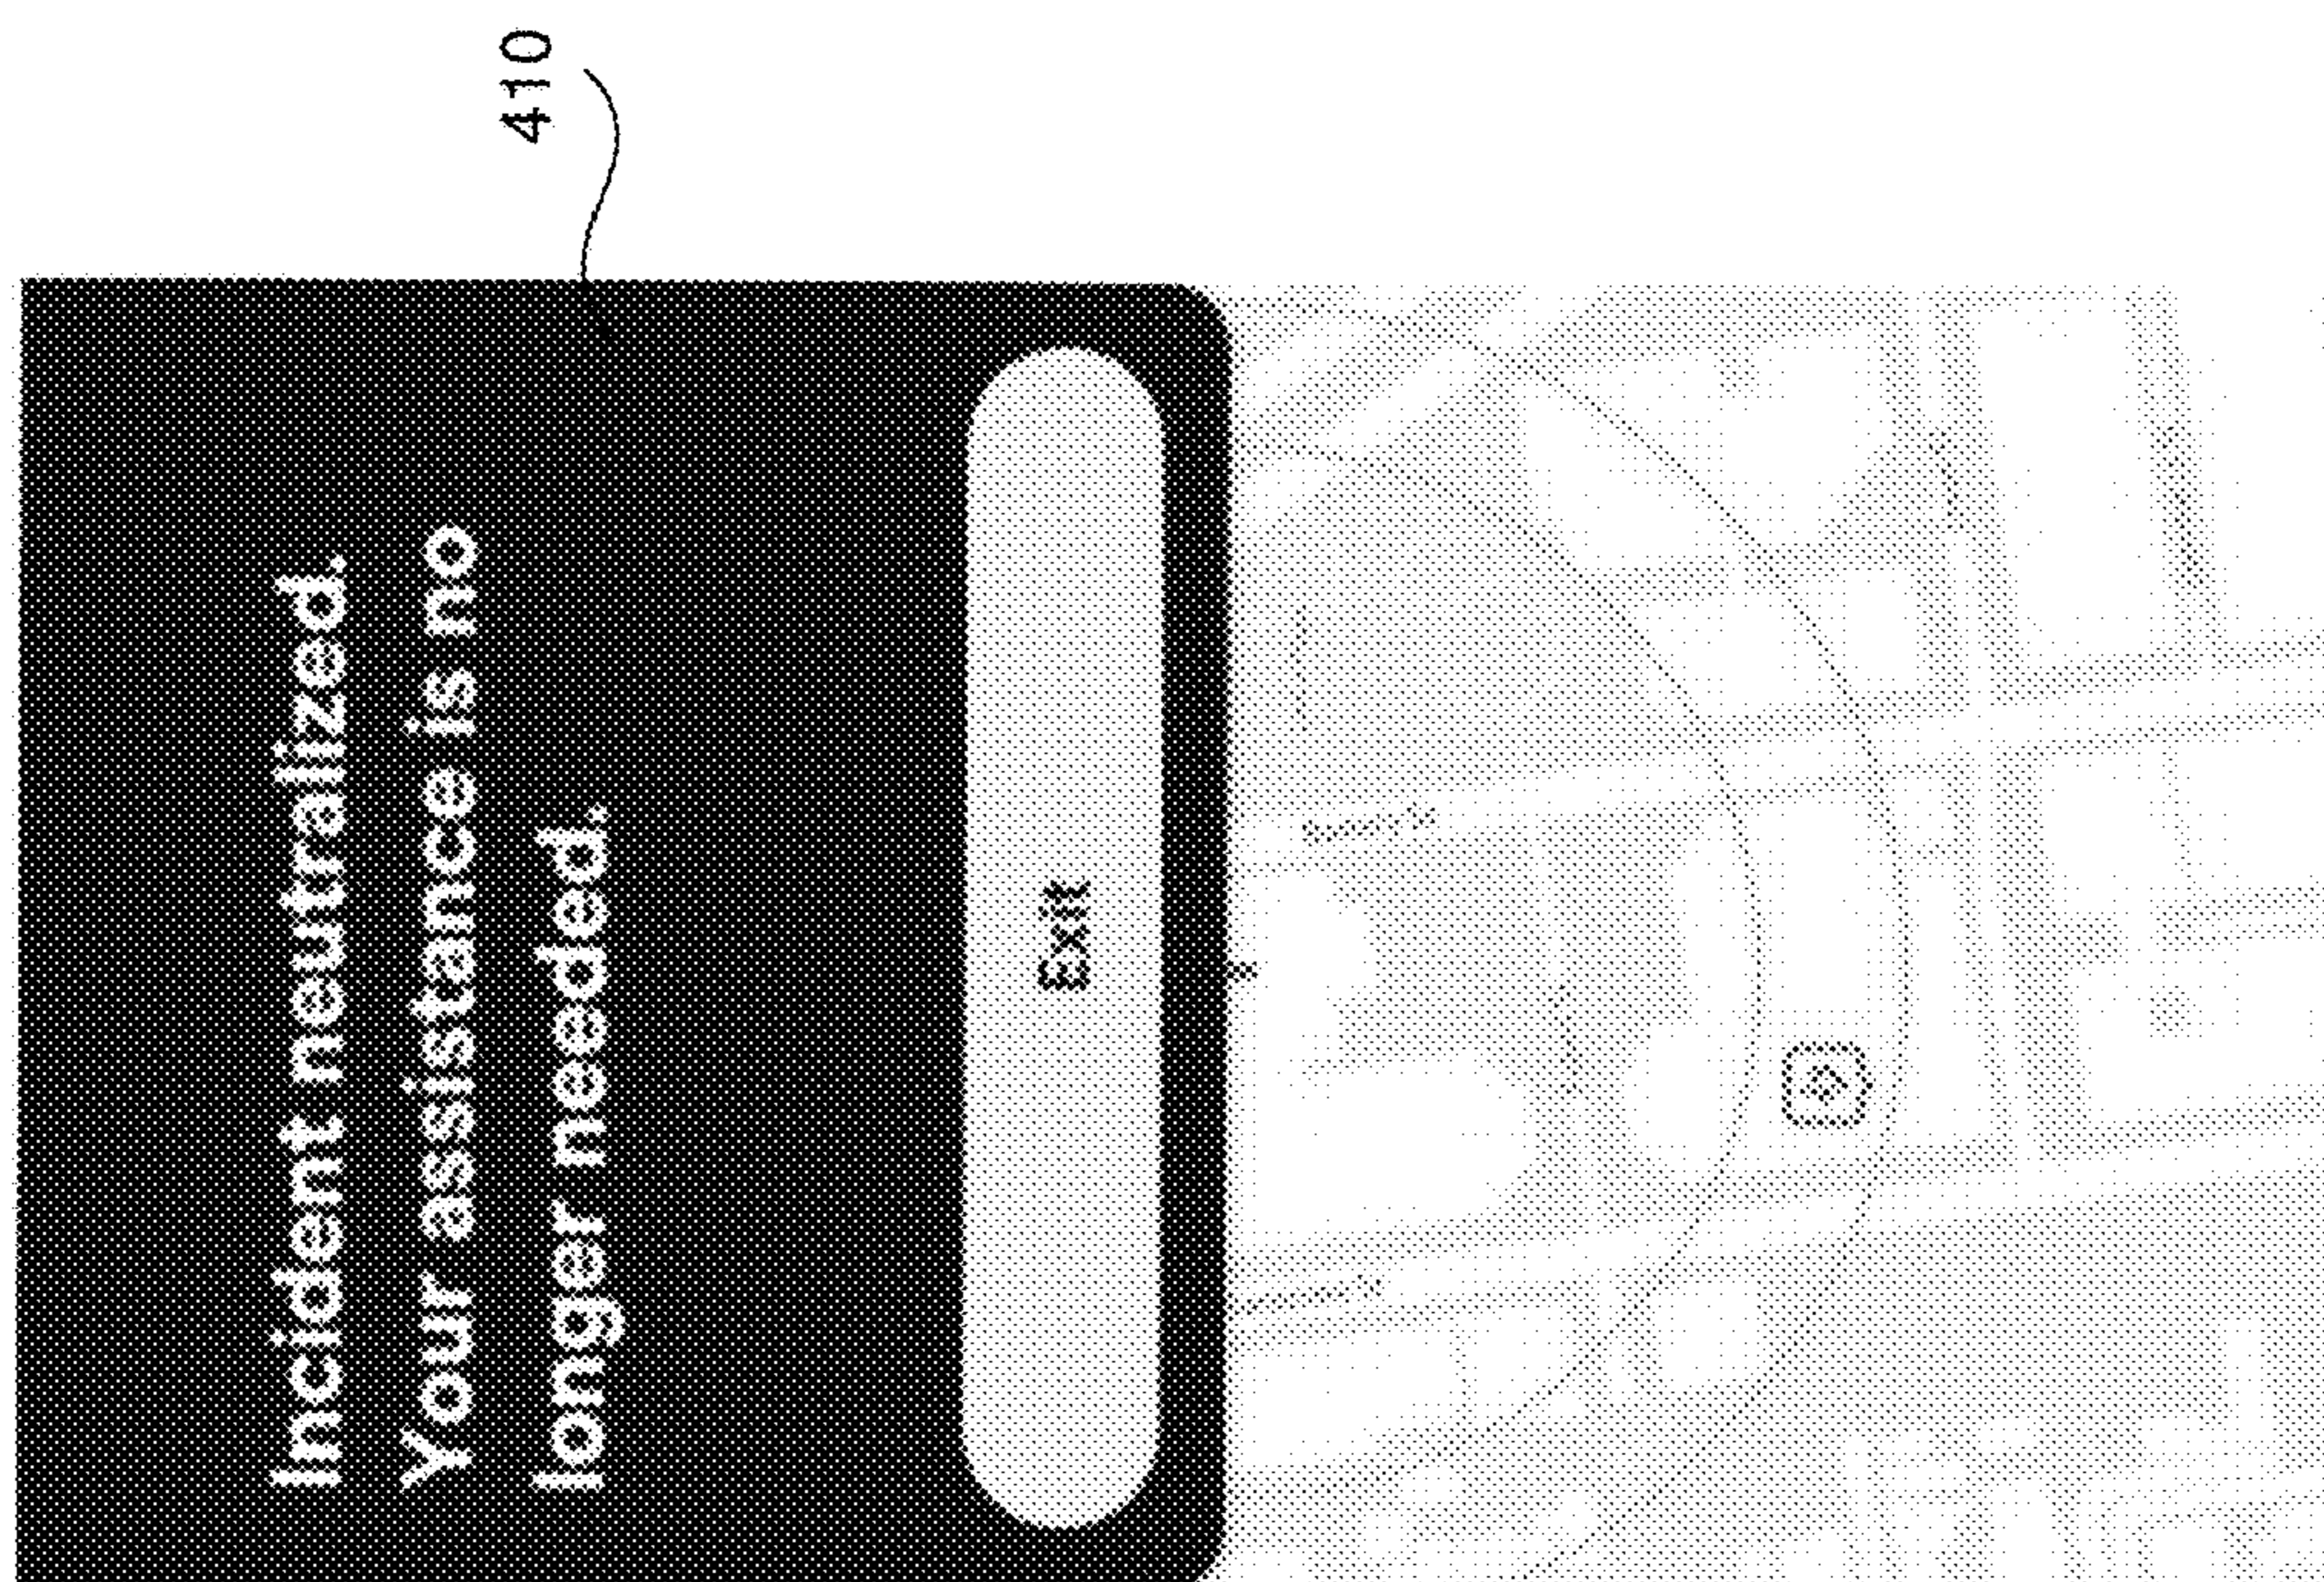 410
Incident neutralized.
Your assistance is no
longer needed.
Exit